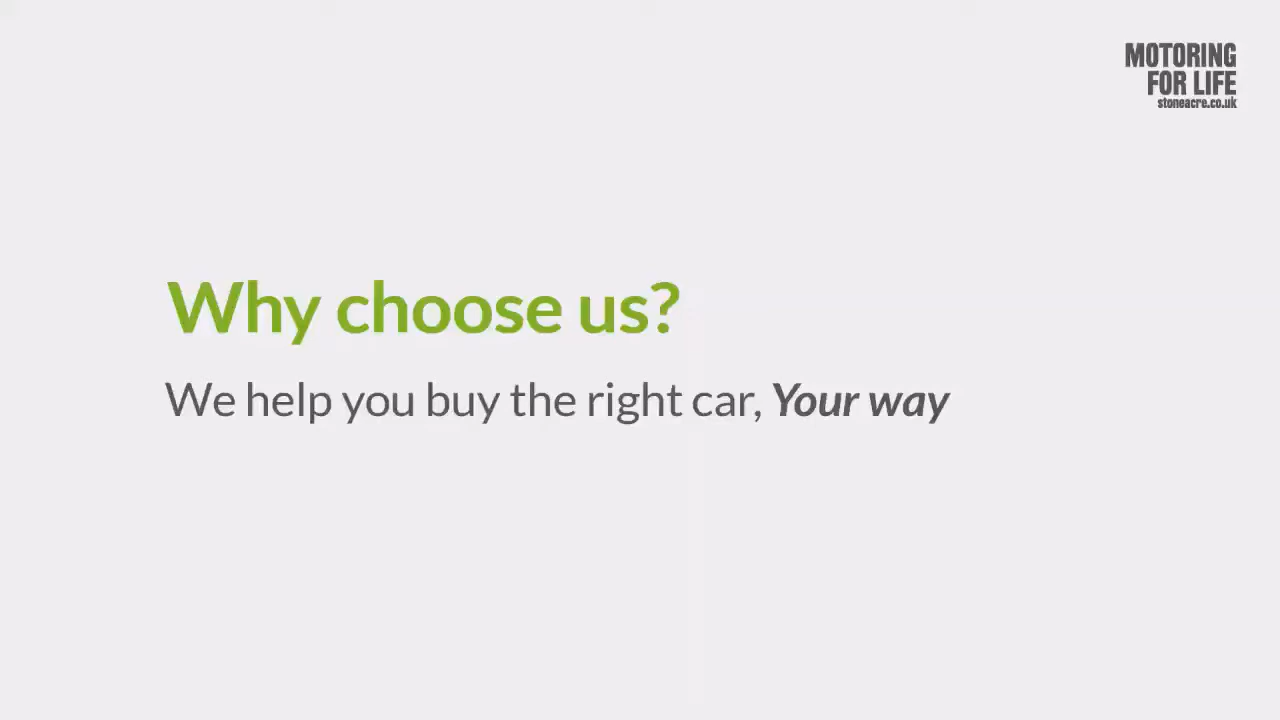 MOTORING
FOR LIFE
stoneacre.co.uk
Why choose us?
We help you buy the right car, Your way